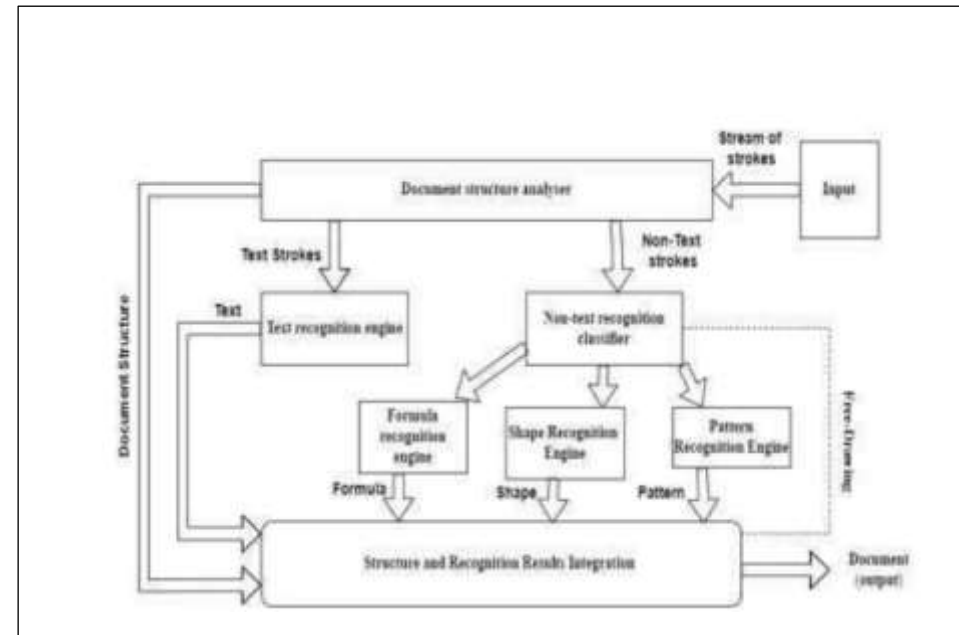 Stream of
strokes
Input
Document structure analyser
Text Strokes
Non-Text
strokes
Document Structure
Text
Text recognition engine
Non-text recognition
classifier
Free-Drawing
Formula
recognition
engine
Shape Recognition
Engine
Pattern
Recognition Engine
Formula
Shape
Pattern
Structure and Recognition Results Integration
Document
(output)